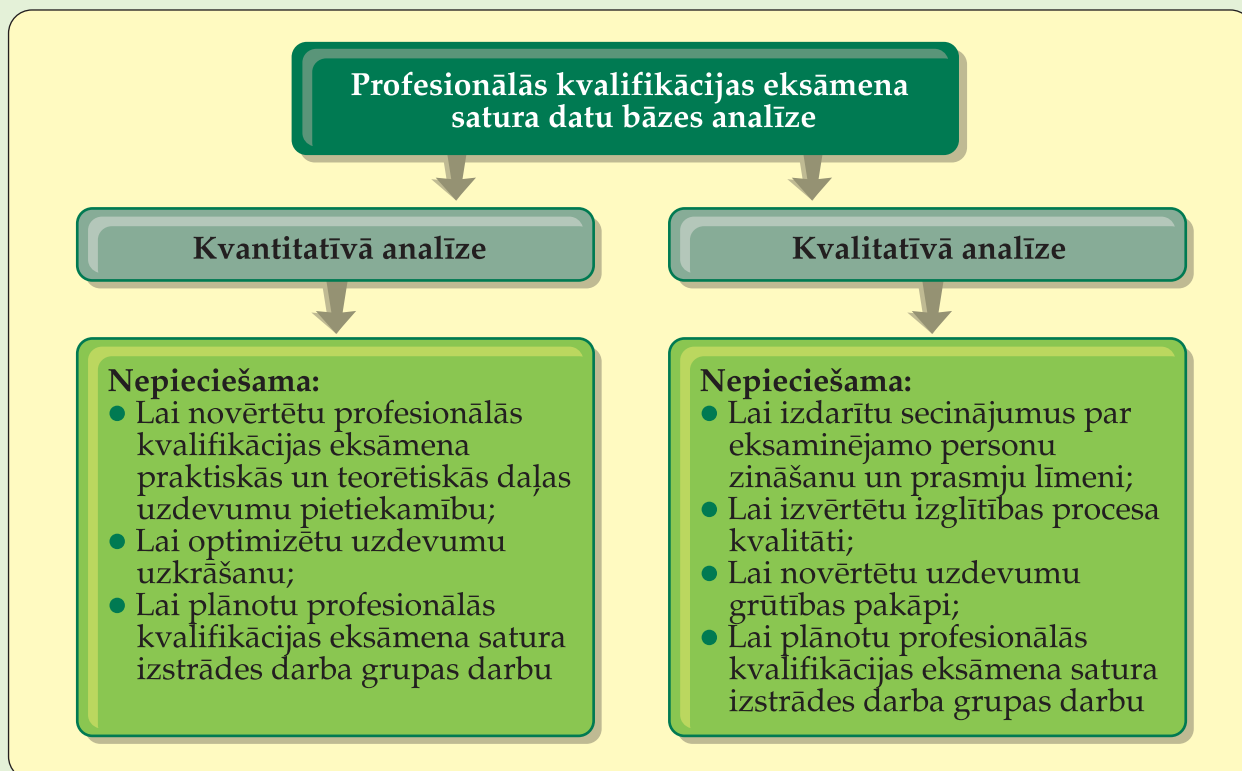 Profesionālās kvalifikācijas eksāmena
satura datu bāzes analīze
Kvantitatīvā analīze
Nepieciešama:
● Lai novērtētu profesionālās
kvalifikācijas eksāmena
praktiskās un teorētiskās daļas
uzdevumu pietiekamību;
● Lai optimizētu uzdevumu
uzkrāšanu;
● Lai plānotu profesionālās
kvalifikācijas eksāmena satura
izstrādes darba grupas darbu
Kvalitatīvā analīze
Nepieciešama:
● Lai izdarītu secinājumus par
eksaminējamo personu
zināšanu un prasmju līmeni;
● Lai izvērtētu izglītības procesa
kvalitāti;
● Lai novērtētu uzdevumu
grūtības pakāpi;
● Lai plānotu profesionālās
kvalifikācijas eksāmena satura
izstrādes darba grupas darbu